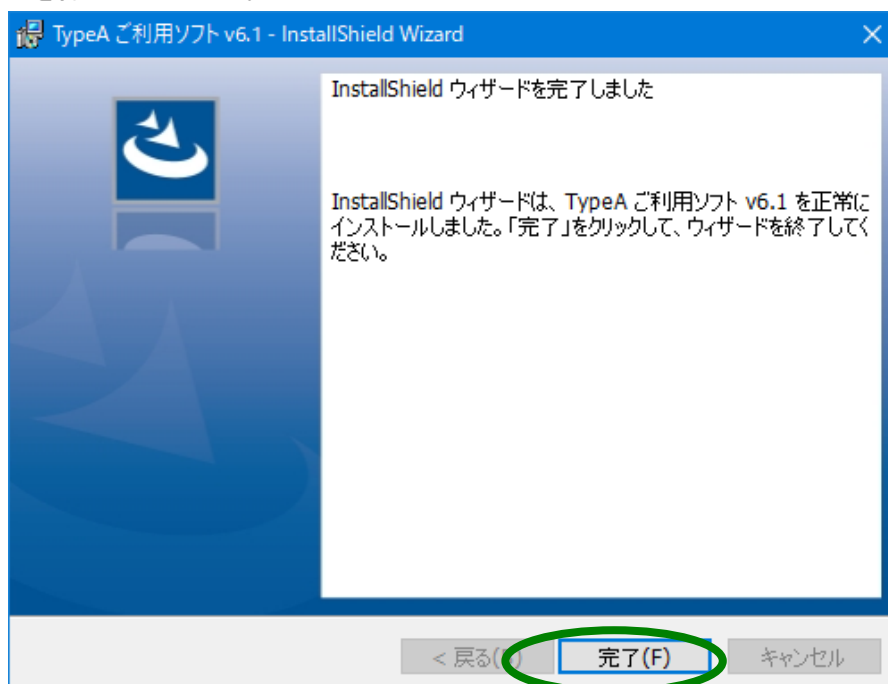 TypeA ご利用ソフト v6.1 - InstallShield Wizard
InstallShield ウィザードを完了しました
InstallShield ウィザードは、TypeA ご利用ソフト v6.1 を正常に
インストールしました。「完了」をクリックして、ウィザードを終了してく
ださい。
< 戻る( 完了(F) キャンセル